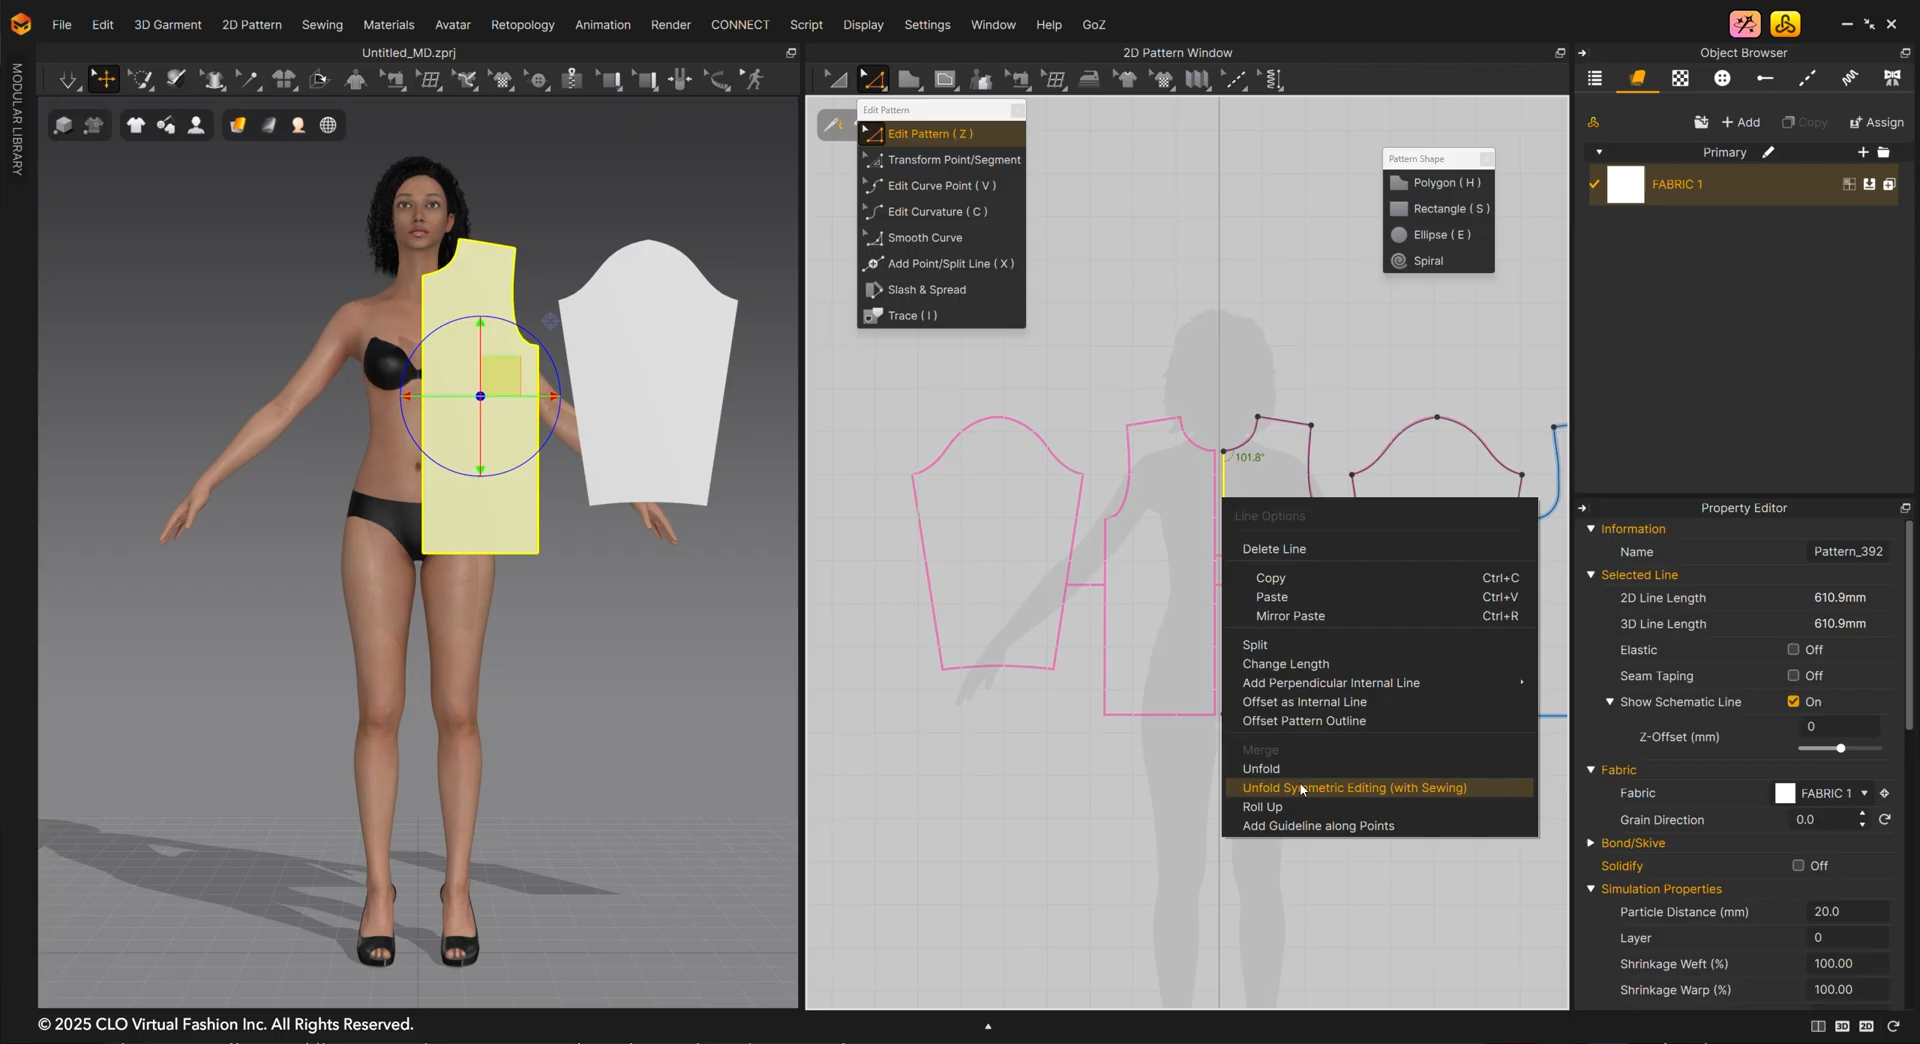 File Edit 3D Garment 2D Pattern Sewing Materials Avatar Retopology Animation Render CONNECT Script Display Settings Window Help GoZ
Untitled_MD.zprj
2D Pattern Window
Object Browser
MODULAR LIBRARY
Edit Pattern
Edit Pattern ( Z )
Transform Point/Segment
Edit Curve Point ( V )
Edit Curvature ( C )
Smooth Curve
Add Point/Split Line ( X )
Slash & Spread
Trace ( I )
Pattern Shape
Polygon ( H )
Rectangle ( S )
Ellipse ( E )
Spiral
Add Copy Assign
Primary
FABRIC 1
101.8°
Line Options
Delete Line
Copy Ctrl+C
Paste Ctrl+V
Mirror Paste Ctrl+R
Split
Change Length
Add Perpendicular Internal Line
Offset as Internal Line
Offset Pattern Outline
Merge
Unfold
Unfold Symmetric Editing (with Sewing)
Roll Up
Add Guideline along Points
Property Editor
Information
Name Pattern_392
Selected Line
2D Line Length 610.9mm
3D Line Length 610.9mm
Elastic Off
Seam Taping Off
Show Schematic Line On
0
Z-Offset (mm)
Fabric
Fabric FABRIC 1
Grain Direction 0.0
Bond/Skive
Solidify Off
Simulation Properties
Particle Distance (mm) 20.0
Layer 0
Shrinkage Weft (%) 100.00
Shrinkage Warp (%) 100.00
© 2025 CLO Virtual Fashion Inc. All Rights Reserved.
3D 2D